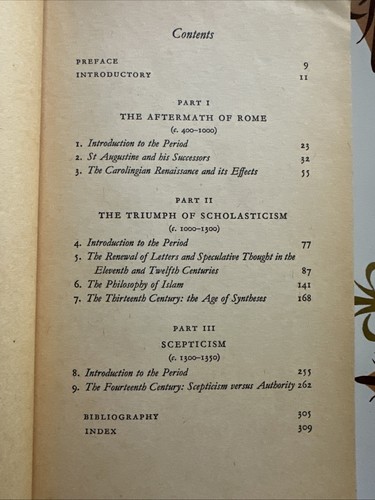 Contents
PREFACE 9
INTRODUCTORY 11
PART I
THE AFTERMATH OF ROME
(c. 400–1000)
1. Introduction to the Period 23
2. St Augustine and his Successors 32
3. The Carolingian Renaissance and its Effects 55
PART II
THE TRIUMPH OF SCHOLASTICISM
(c. 1000–1300)
4. Introduction to the Period 77
5. The Renewal of Letters and Speculative Thought in the
Eleventh and Twelfth Centuries 87
6. The Philosophy of Islam 141
7. The Thirteenth Century: the Age of Syntheses 168
PART III
SCEPTICISM
(c. 1300–1350)
8. Introduction to the Period 255
9. The Fourteenth Century: Scepticism versus Authority 262
BIBLIOGRAPHY 305
INDEX 309